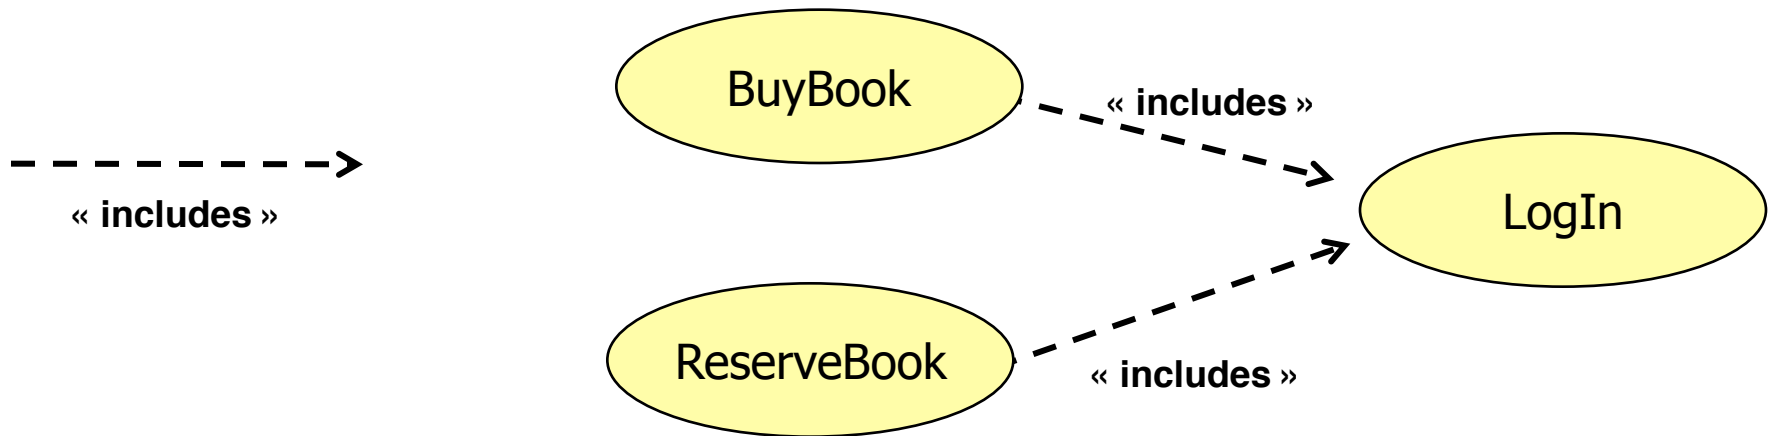 BuyBook
« includes »
« includes »
LogIn
ReserveBook
« includes »